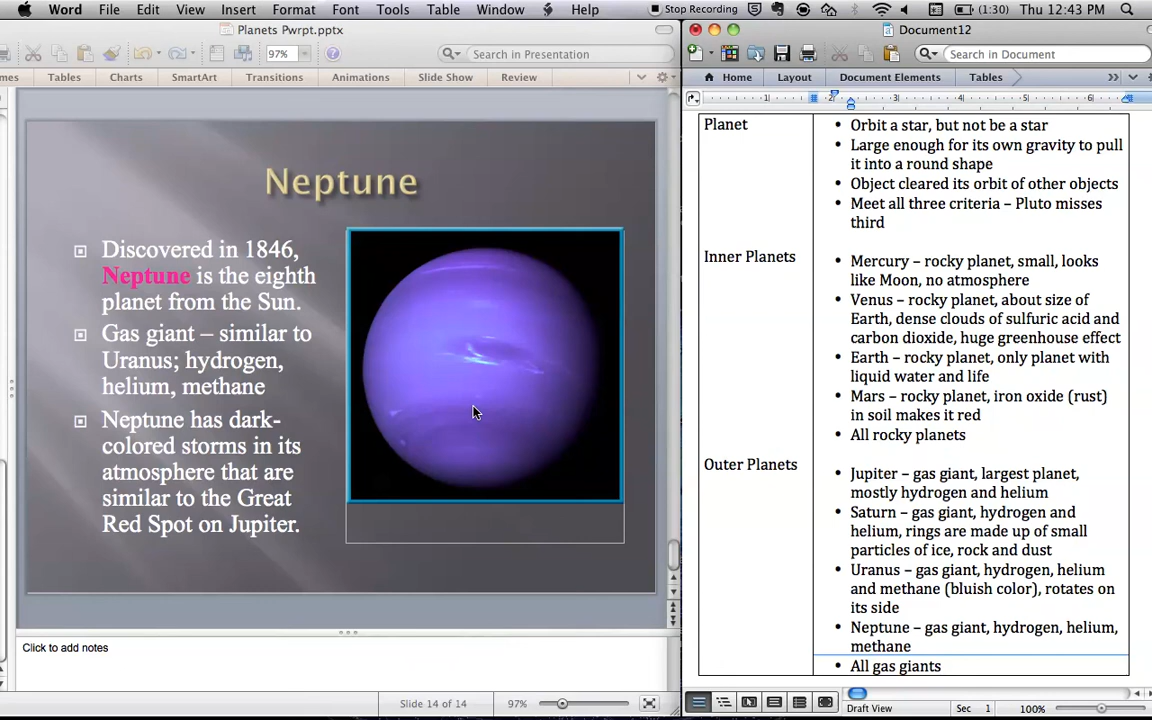 Word File Edit View Insert Format Font Tools Table Window Help Stop Recording (1:30) Thu 12:43 PM
Planets Pwrpt.pptx
97% Search in Presentation
mes Tables Charts SmartArt Transitions Animations Slide Show Review
Neptune
Discovered in 1846,
Neptune is the eighth
planet from the Sun.
Gas giant – similar to
Uranus; hydrogen,
helium, methane
Neptune has dark-
colored storms in its
atmosphere that are
similar to the Great
Red Spot on Jupiter.
Click to add notes
Slide 14 of 14 97%
Document12
Search in Document
Home Layout Document Elements Tables
1 2 3 4 5 6
Planet
• Orbit a star, but not be a star
• Large enough for its own gravity to pull
it into a round shape
• Object cleared its orbit of other objects
• Meet all three criteria – Pluto misses
third
Inner Planets
• Mercury – rocky planet, small, looks
like Moon, no atmosphere
• Venus – rocky planet, about size of
Earth, dense clouds of sulfuric acid and
carbon dioxide, huge greenhouse effect
• Earth – rocky planet, only planet with
liquid water and life
• Mars – rocky planet, iron oxide (rust)
in soil makes it red
• All rocky planets
Outer Planets
• Jupiter – gas giant, largest planet,
mostly hydrogen and helium
• Saturn – gas giant, hydrogen and
helium, rings are made up of small
particles of ice, rock and dust
• Uranus – gas giant, hydrogen, helium
and methane (bluish color), rotates on
its side
• Neptune – gas giant, hydrogen, helium,
methane
• All gas giants
Draft View Sec 1 100%